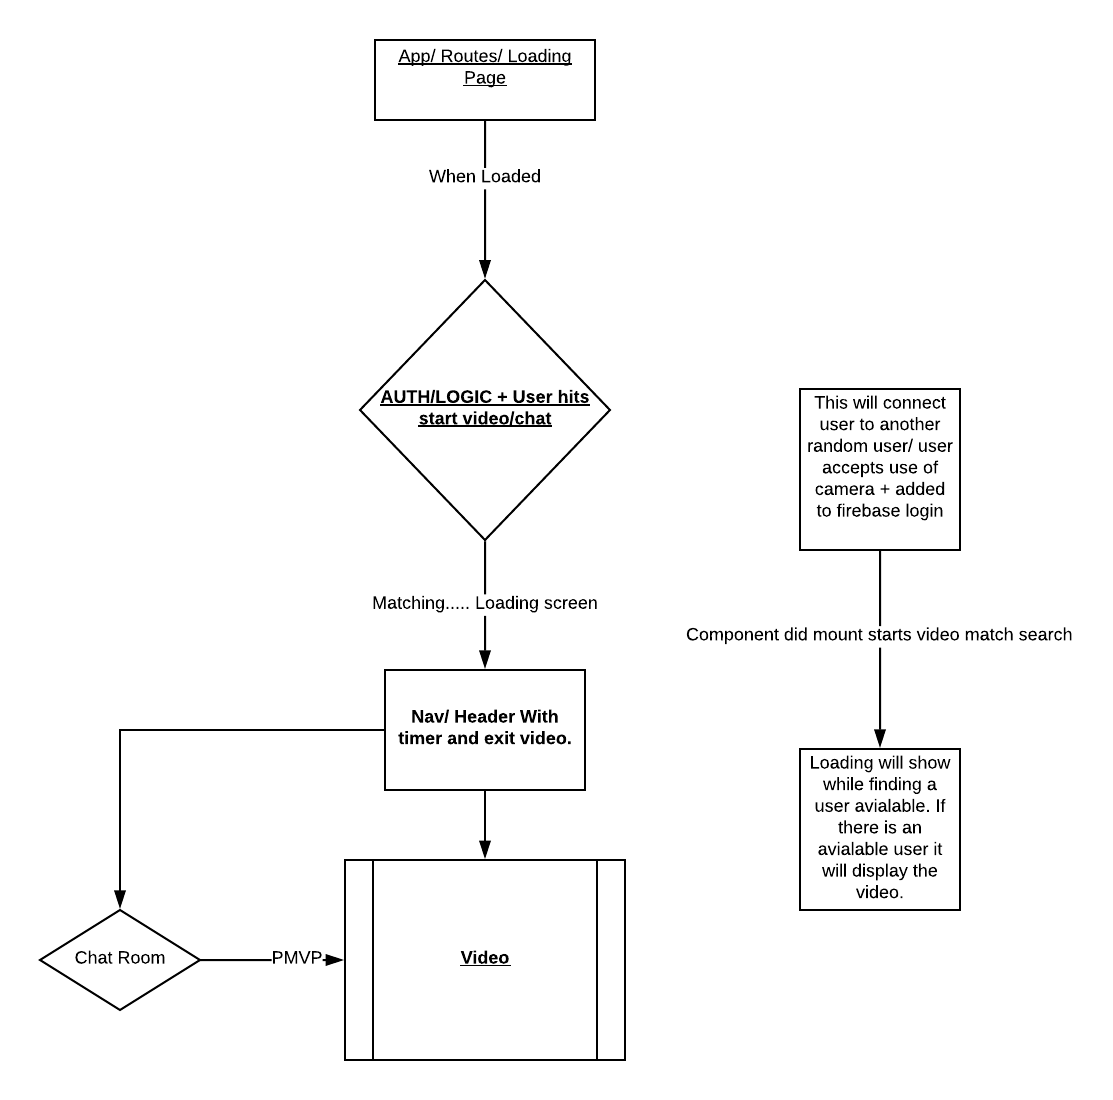 App/ Routes/ Loading
Page
When Loaded
AUTH/LOGIC + User hits
start video/chat
Matching..... Loading screen
Nav/ Header With
timer and exit video.
Chat Room
PMVP
Video
This will connect
user to another
random user/ user
accepts use of
camera + added
to firebase login
Component did mount starts video match search
Loading will show
while finding a
user avialable. If
there is an
avialable user it
will display the
video.